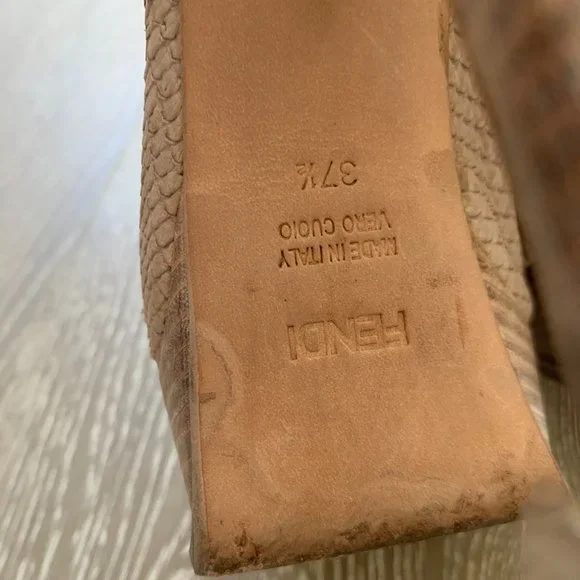 FENDI
MADE IN ITALY
VERO CUOIO
37½